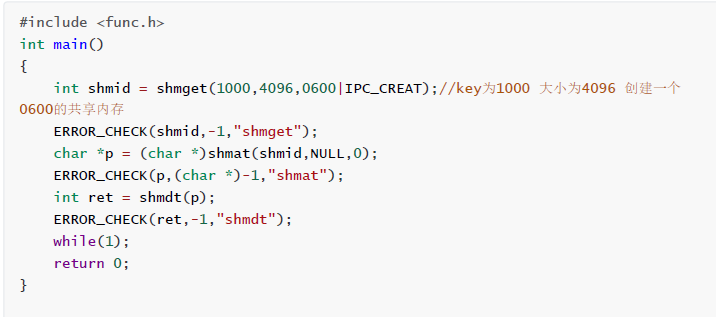 #include <func.h>
int main()
{
    int shmid = shmget(1000,4096,0600|IPC_CREAT);//key为1000 大小为4096 创建一个
0600的共享内存
    ERROR_CHECK(shmid,-1,"shmget");
    char *p = (char *)shmat(shmid,NULL,0);
    ERROR_CHECK(p,(char *)-1,"shmat");
    int ret = shmdt(p);
    ERROR_CHECK(ret,-1,"shmdt");
    while(1);
    return 0;
}